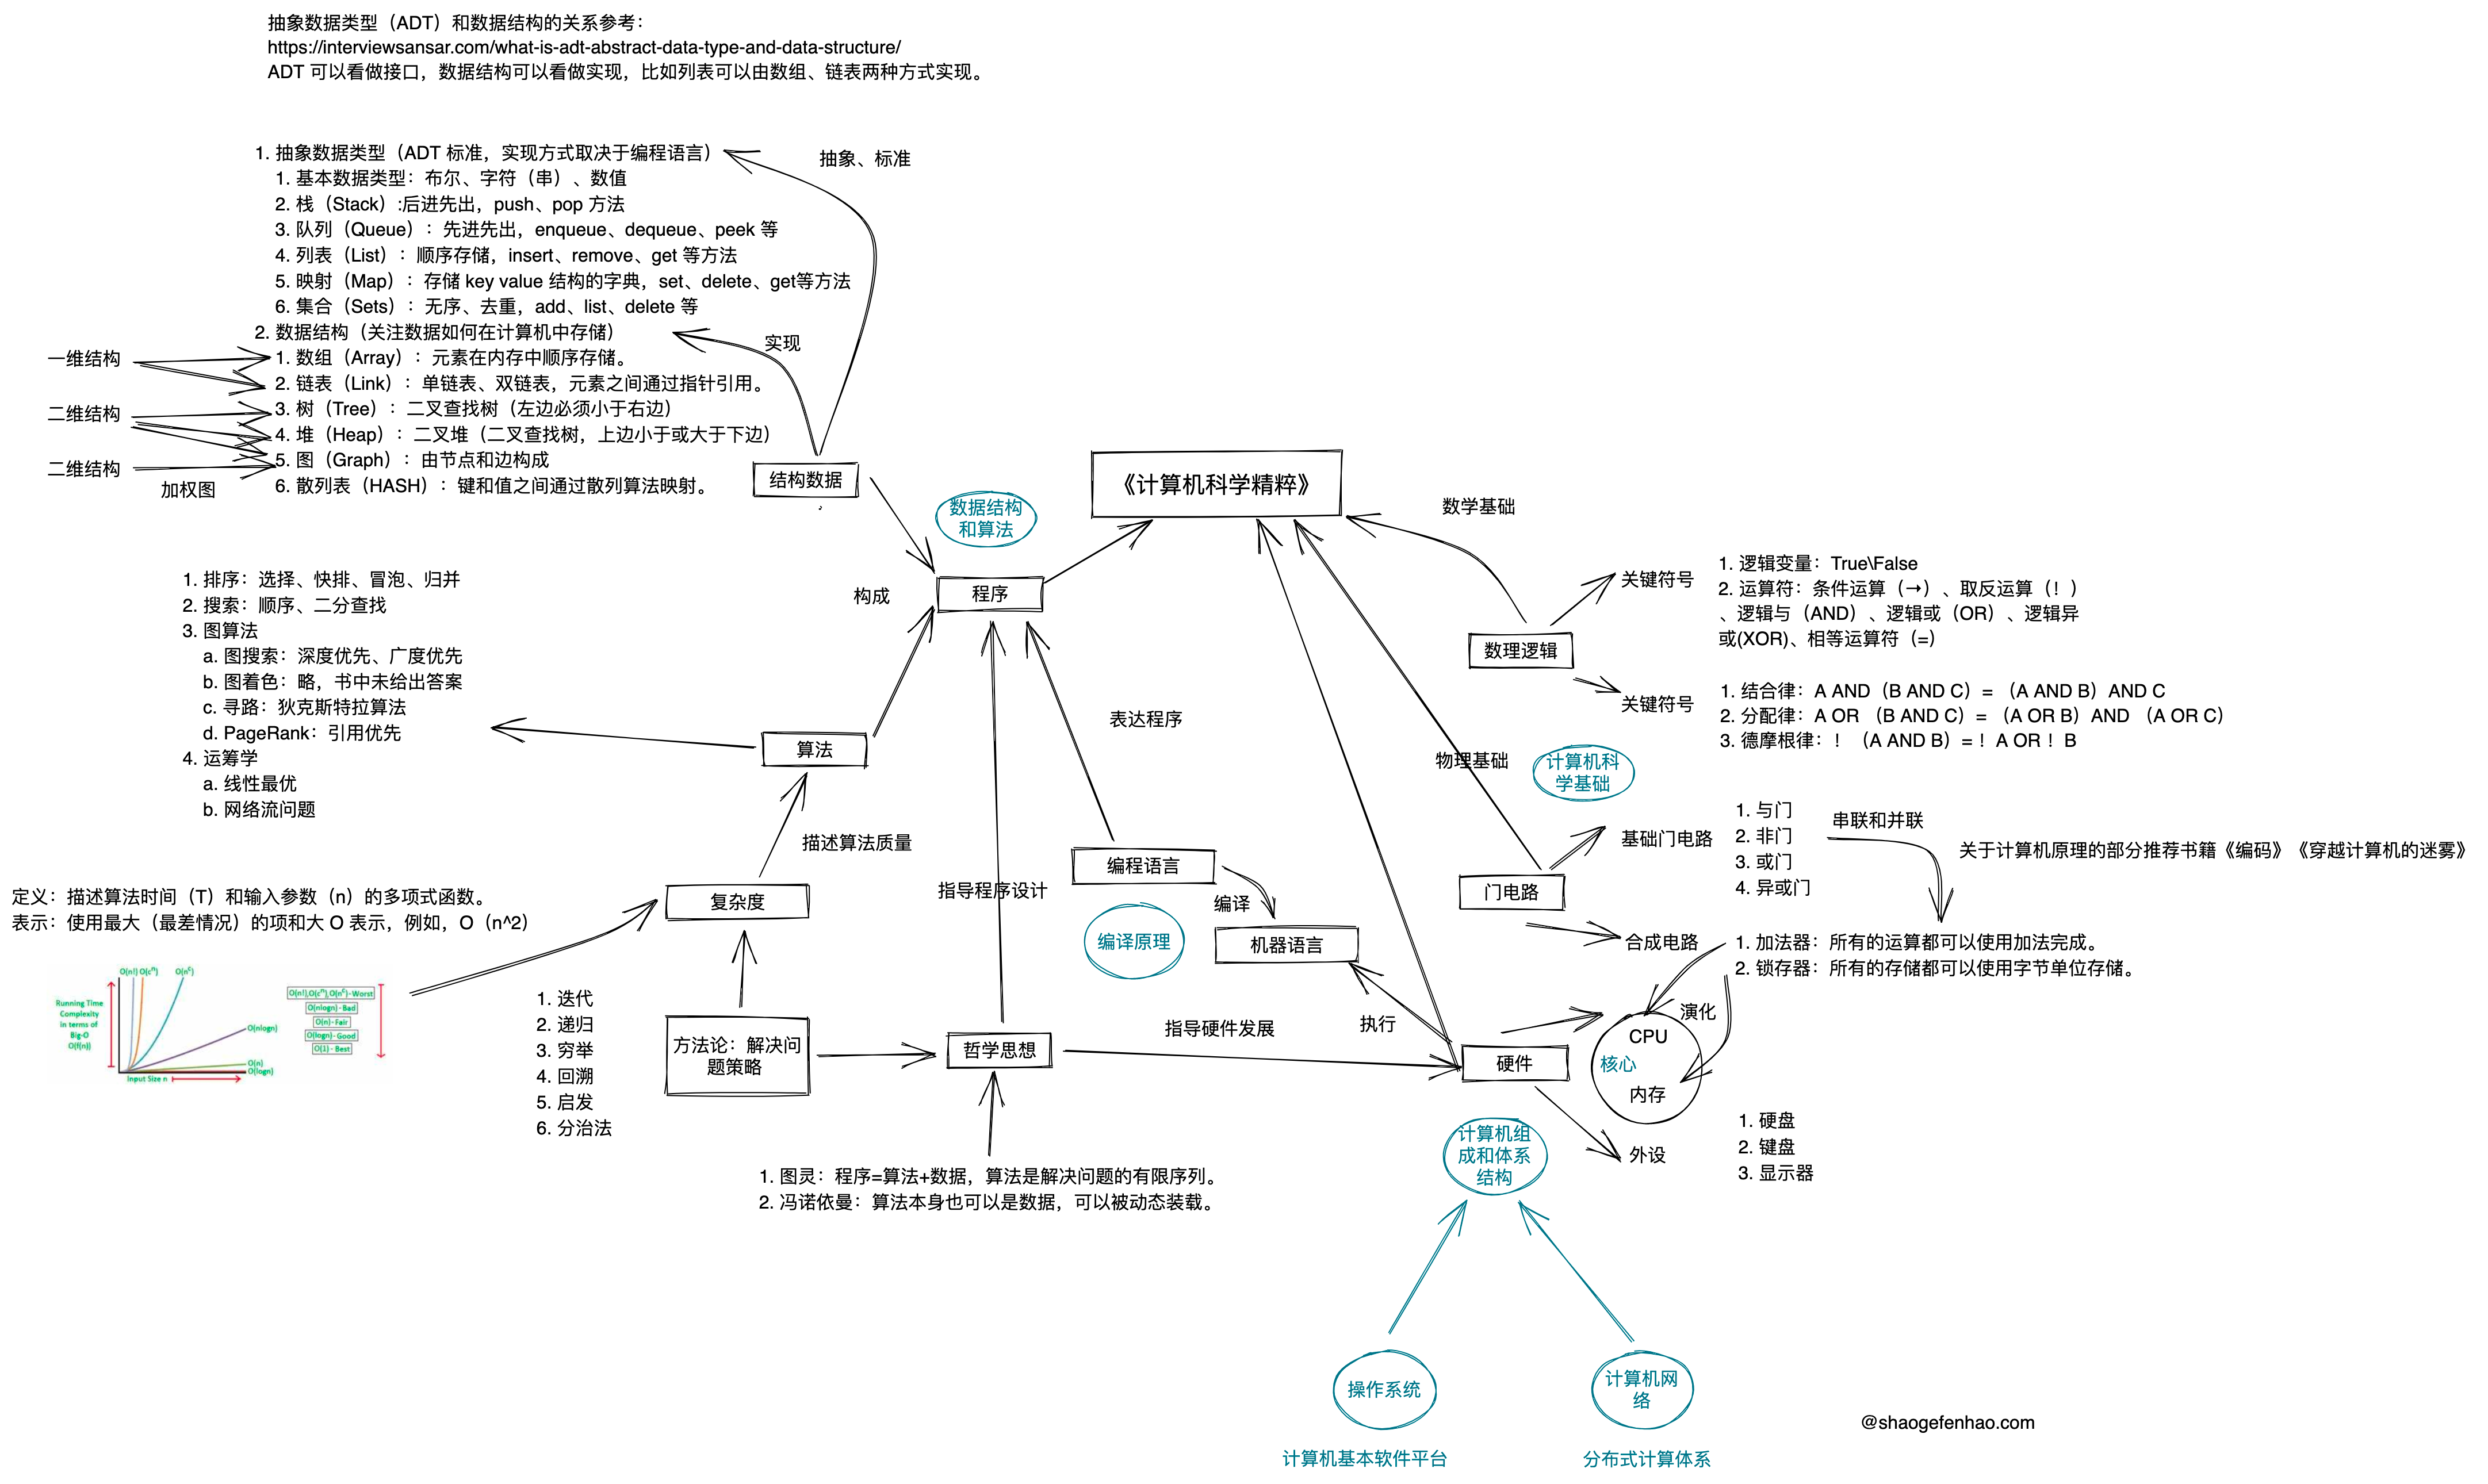 抽象数据类型（ADT）和数据结构的关系参考：
https://interviewsansar.com/what-is-adt-abstract-data-type-and-data-structure/
ADT 可以看做接口，数据结构可以看做实现，比如列表可以由数组、链表两种方式实现。
1. 抽象数据类型（ADT 标准，实现方式取决于编程语言）
1. 基本数据类型：布尔、字符（串）、数值
2. 栈（Stack）:后进先出，push、pop 方法
3. 队列（Queue）：先进先出，enqueue、dequeue、peek 等
4. 列表（List）：顺序存储，insert、remove、get 等方法
5. 映射（Map）：存储 key value 结构的字典，set、delete、get等方法
6. 集合（Sets）：无序、去重，add、list、delete 等
2. 数据结构（关注数据如何在计算机中存储）
1. 数组（Array）：元素在内存中顺序存储。
2. 链表（Link）：单链表、双链表，元素之间通过指针引用。
3. 树（Tree）：二叉查找树（左边必须小于右边）
4. 堆（Heap）：二叉堆（二叉查找树，上边小于或大于下边）
5. 图（Graph）：由节点和边构成
6. 散列表（HASH）：键和值之间通过散列算法映射。
抽象、标准
实现
一维结构
二维结构
二维结构
加权图
结构数据
数据结构
和算法
《计算机科学精粹》
数学基础
构成
程序
1. 排序：选择、快排、冒泡、归并
2. 搜索：顺序、二分查找
3. 图算法
a. 图搜索：深度优先、广度优先
b. 图着色：略，书中未给出答案
c. 寻路：狄克斯特拉算法
d. PageRank：引用优先
4. 运筹学
a. 线性最优
b. 网络流问题
算法
表达程序
物理基础
关键符号
1. 逻辑变量：True\False
2. 运算符：条件运算（→）、取反运算（！）
、逻辑与（AND）、逻辑或（OR）、逻辑异
或(XOR)、相等运算符（=）
数理逻辑
关键符号
1. 结合律：A AND（B AND C）= （A AND B）AND C
2. 分配律：A OR （B AND C）= （A OR B）AND （A OR C）
3. 德摩根律：！（A AND B）=！A OR！B
计算机科
学基础
描述算法质量
定义：描述算法时间（T）和输入参数（n）的多项式函数。
表示：使用最大（最差情况）的项和大 O 表示，例如，O（n^2）
复杂度
指导程序设计
编程语言
编译
编译原理
机器语言
基础门电路
1. 与门
2. 非门
3. 或门
4. 异或门
串联和并联
关于计算机原理的部分推荐书籍《编码》《穿越计算机的迷雾》
门电路
合成电路
1. 加法器：所有的运算都可以使用加法完成。
2. 锁存器：所有的存储都可以使用字节单位存储。
O(n!) O(c^n) O(n^c)
Running Time
Complexity
in terms of
Big-O
O(f(n))
O(nlogn)
O(n)
O(logn)
Input Size n
O(n!),O(c^n),O(n^c)-Worst
O(nlogn)-Bad
O(n)-Fair
O(logn)-Good
O(1)-Best
1. 迭代
2. 递归
3. 穷举
4. 回溯
5. 启发
6. 分治法
方法论：解决问
题策略
哲学思想
指导硬件发展
执行
硬件
演化
CPU
核心
内存
外设
1. 硬盘
2. 键盘
3. 显示器
1. 图灵：程序=算法+数据，算法是解决问题的有限序列。
2. 冯诺依曼：算法本身也可以是数据，可以被动态装载。
计算机组
成和体系
结构
操作系统
计算机网
络
计算机基本软件平台
分布式计算体系
@shaogefenhao.com